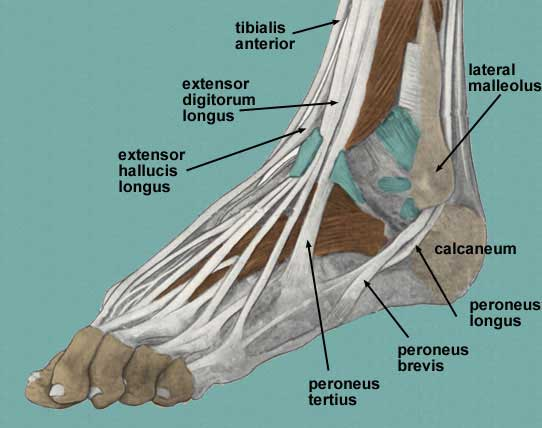 tibialis
anterior
extensor
digitorum
longus
lateral
malleolus
extensor
hallucis
longus
calcaneum
peroneus
longus
peroneus
brevis
peroneus
tertius